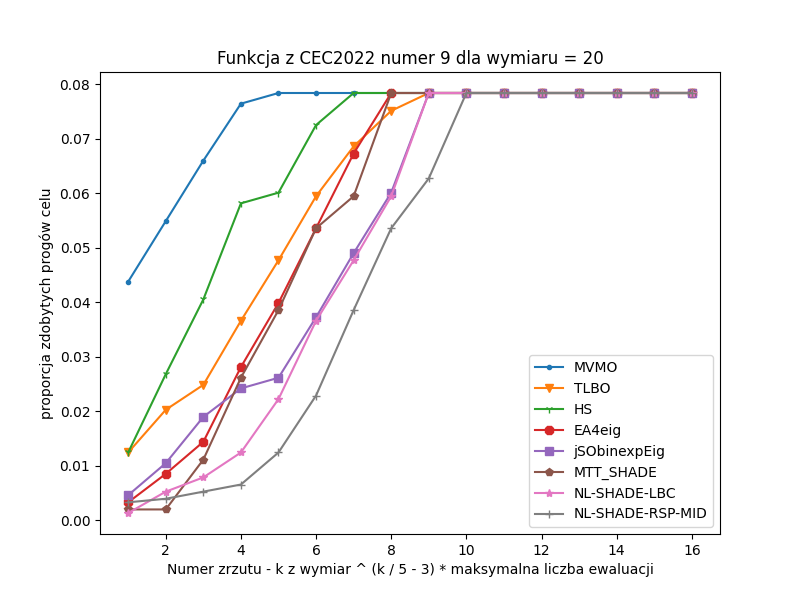 Funkcja z CEC2022 numer 9 dla wymiaru = 20
proporcja zdobytych progów celu
0.08
0.07
0.06
0.05
0.04
0.03
0.02
0.01
0.00
MVMO
TLBO
HS
EA4eig
jSObinexpEig
MTT_SHADE
NL-SHADE-LBC
NL-SHADE-RSP-MID
2 4 6 8 10 12 14 16
Numer zrzutu - k z wymiar ^ (k / 5 - 3) * maksymalna liczba ewaluacji